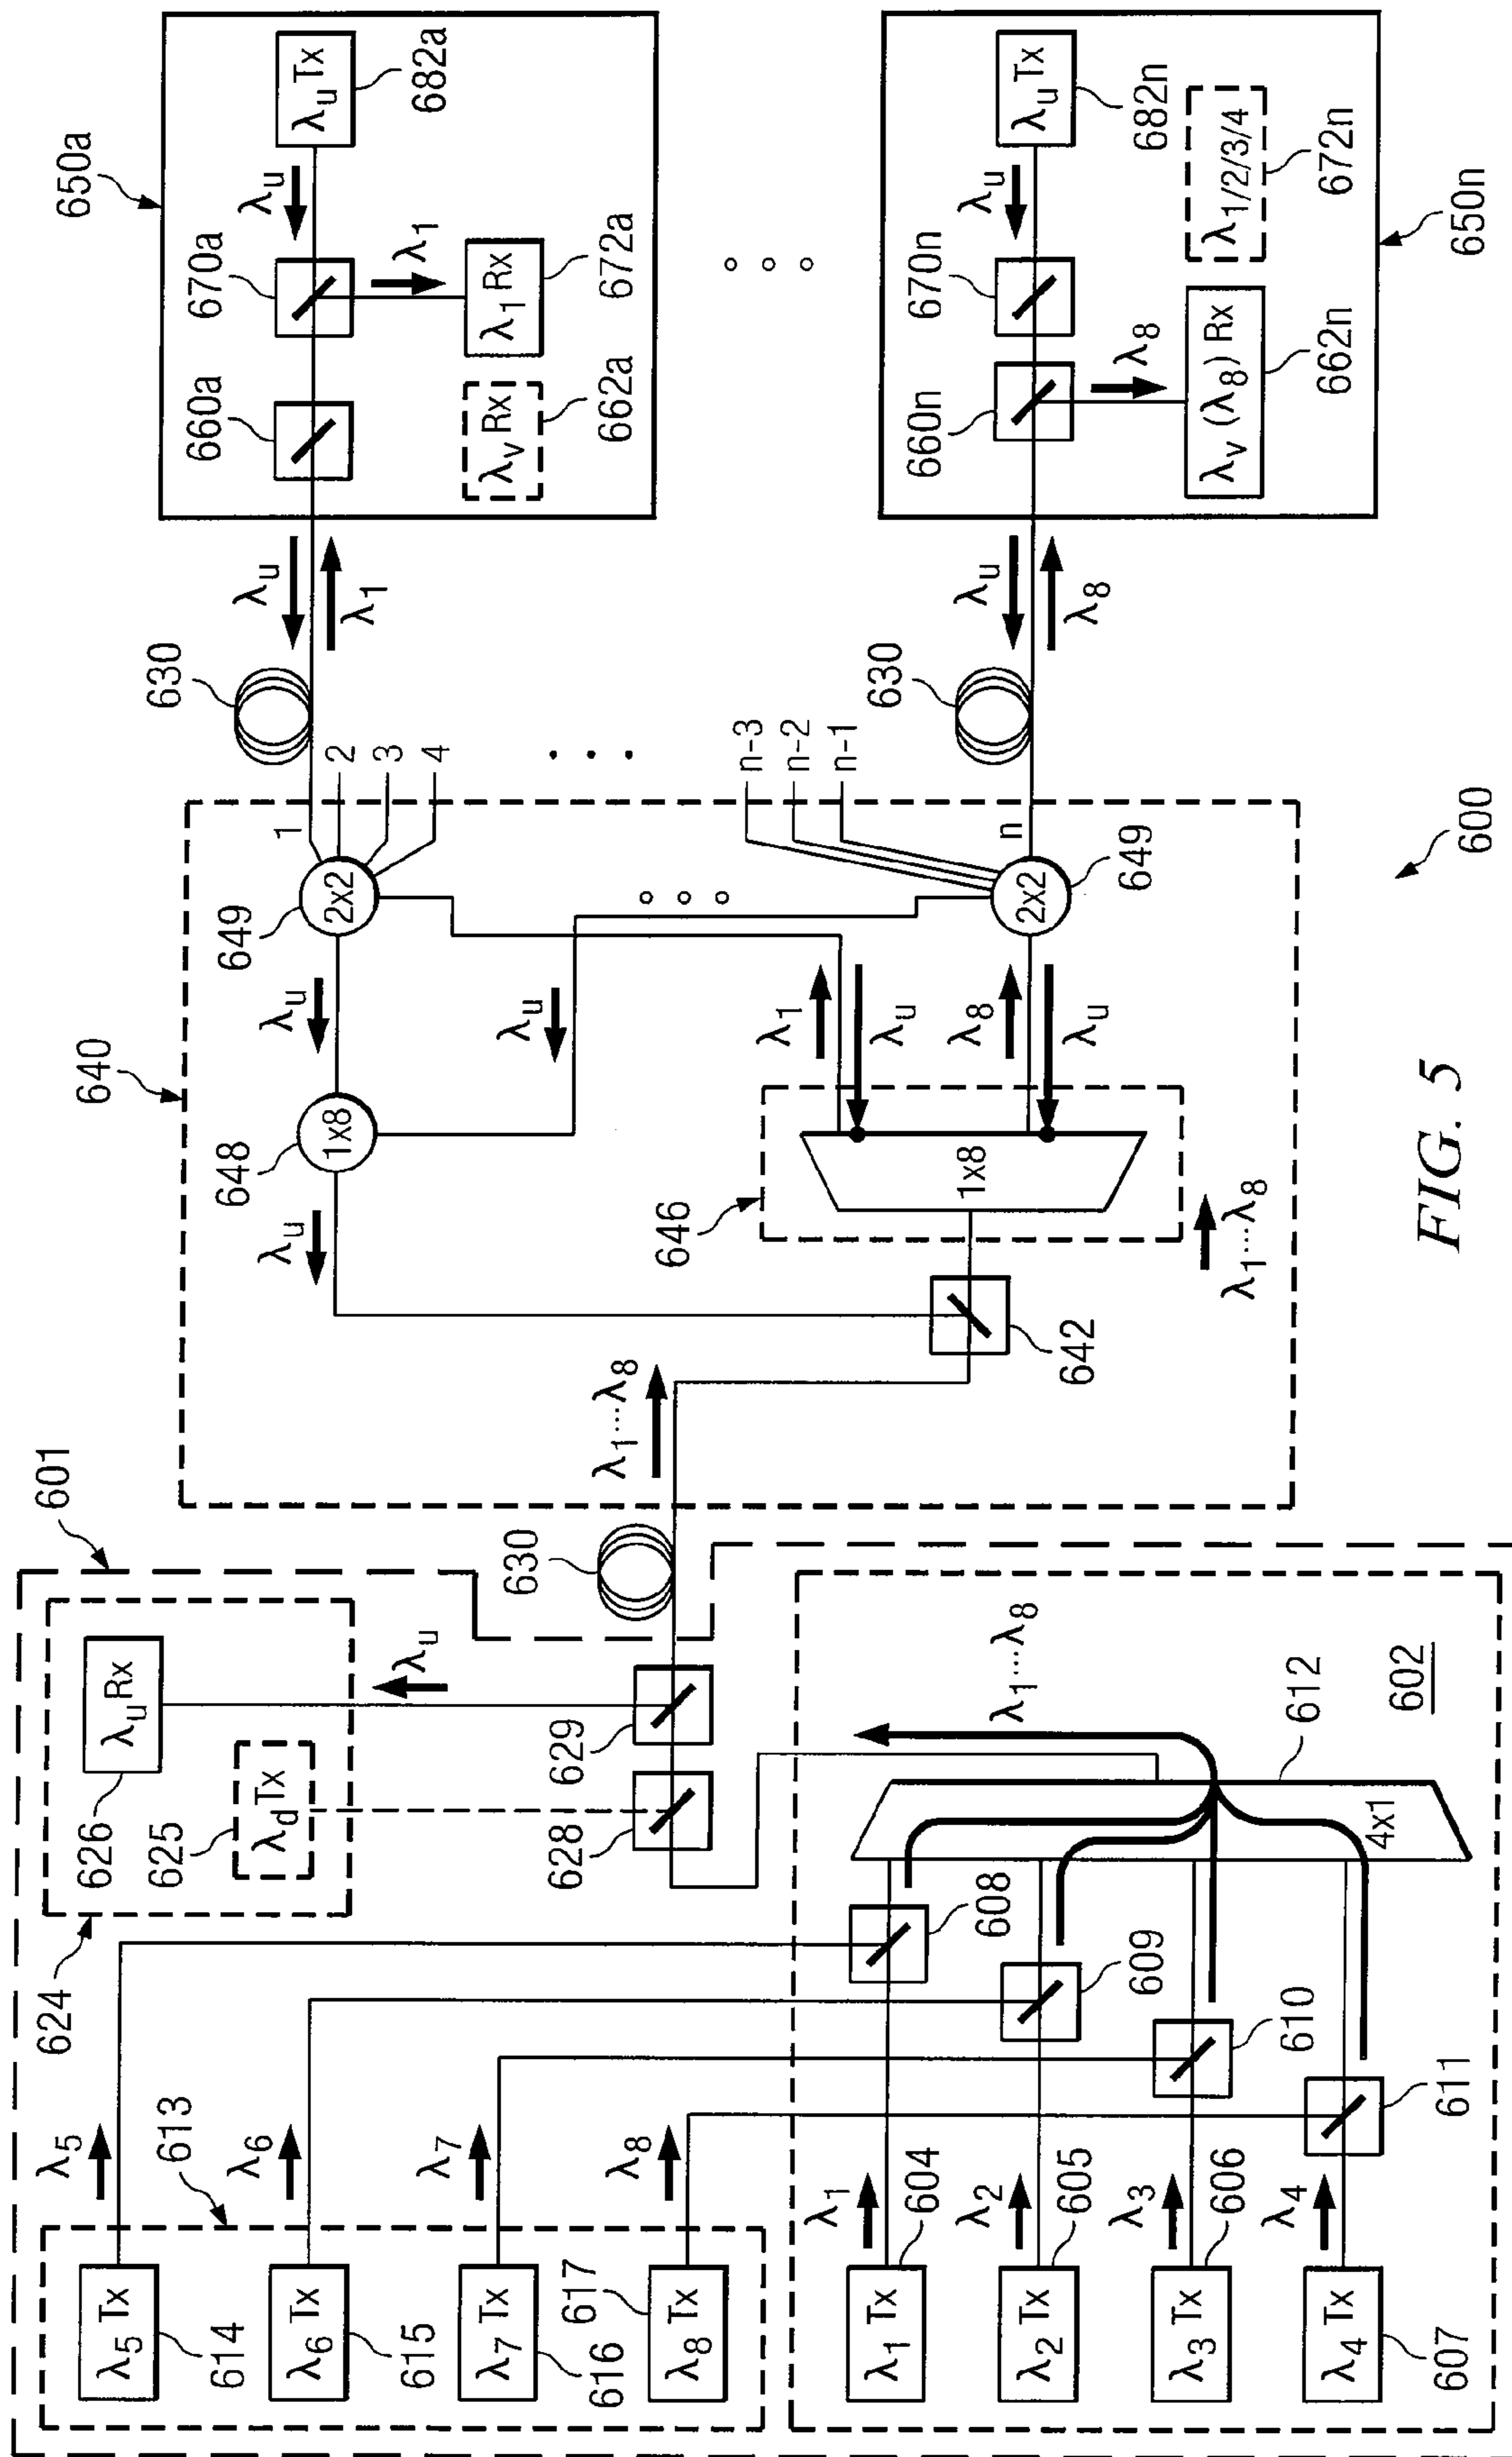 601
613
λ5 Tx
614
λ5
λ6 Tx
615
λ6
λ7 Tx
616
λ7
λ8 Tx
617
λ8
624
λu Rx
626
λd Tx
625
λu
628
629
630
λ1 Tx
604
λ1
λ2 Tx
605
λ2
λ3 Tx
606
λ3
λ4 Tx
607
λ4
608
609
610
611
4x1
612
λ1...λ8
602
640
λ1...λ8
642
λu
1x8
648
λu
λu
646
1x8
λ1...λ8
λ1
λu
λ8
λu
2x2
649
1
2
3
4
. . .
n-3
n-2
n-1
n
2x2
649
630
λu
λ1
630
λu
λ8
650a
660a
670a
λu
λu Tx
682a
λ1
λv Rx
662a
λ1 Rx
672a
650n
660n
670n
λu
λu Tx
682n
λ8
λv (λ8) Rx
662n
λ1/2/3/4
672n
600
FIG. 5